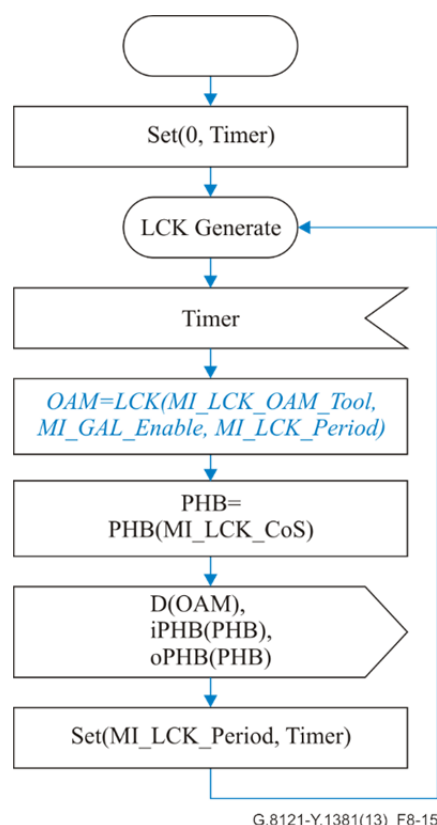 Set(0, Timer)
LCK Generate
Timer
OAM=LCK(MI_LCK_OAM_Tool,
MI_GAL_Enable, MI_LCK_Period)
PHB=
PHB(MI_LCK_CoS)
D(OAM),
iPHB(PHB),
oPHB(PHB)
Set(MI_LCK_Period, Timer)
G.8121-Y.1381(13)_F8-15